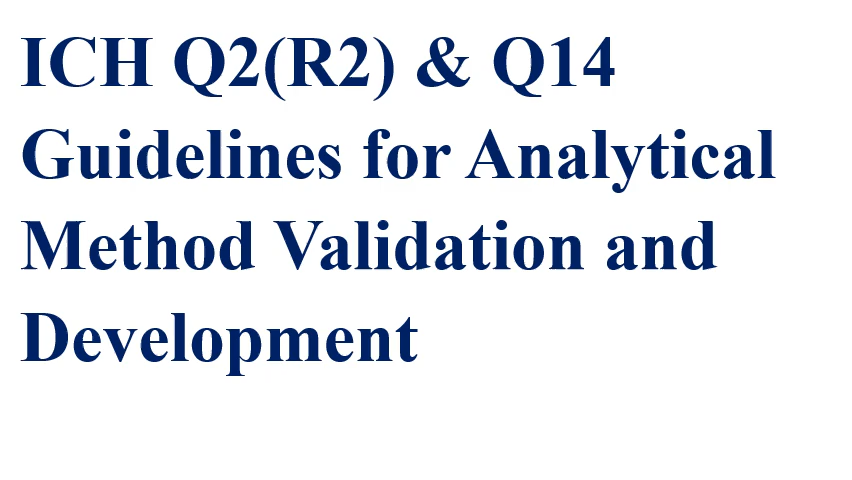 ICH Q2(R2) & Q14
Guidelines for Analytical
Method Validation and
Development